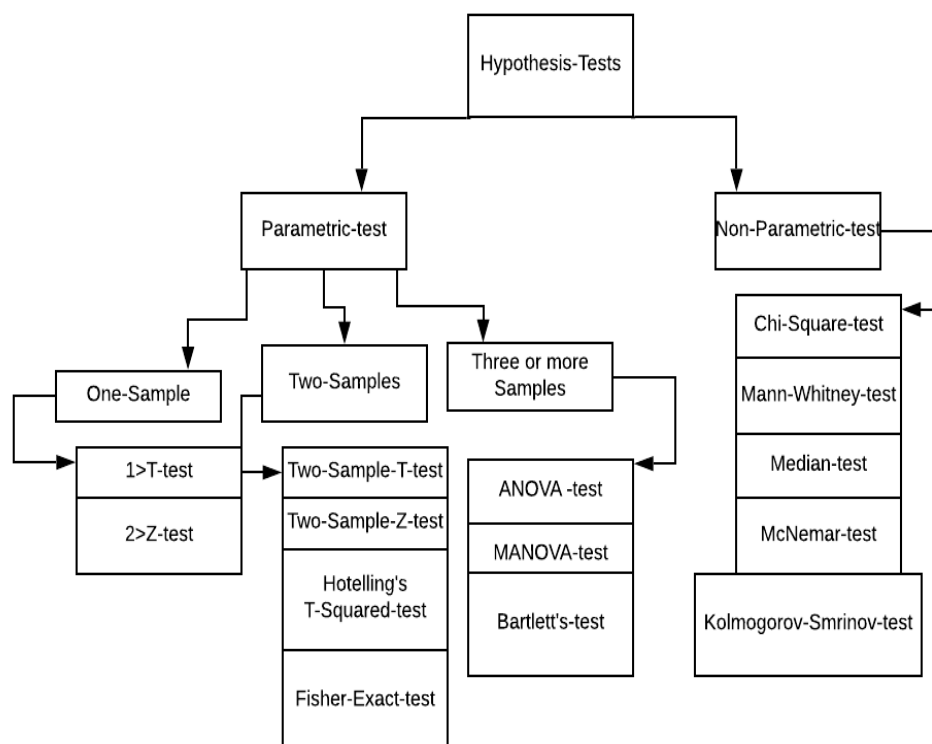 Hypothesis-Tests
Parametric-test
Non-Parametric-test
One-Sample
Two-Samples
Three or more
Samples
1>T-test
2>Z-test
Two-Sample-T-test
Two-Sample-Z-test
Hotelling's
T-Squared-test
Fisher-Exact-test
ANOVA -test
MANOVA-test
Bartlett's-test
Chi-Square-test
Mann-Whitney-test
Median-test
McNemar-test
Kolmogorov-Smrinov-test